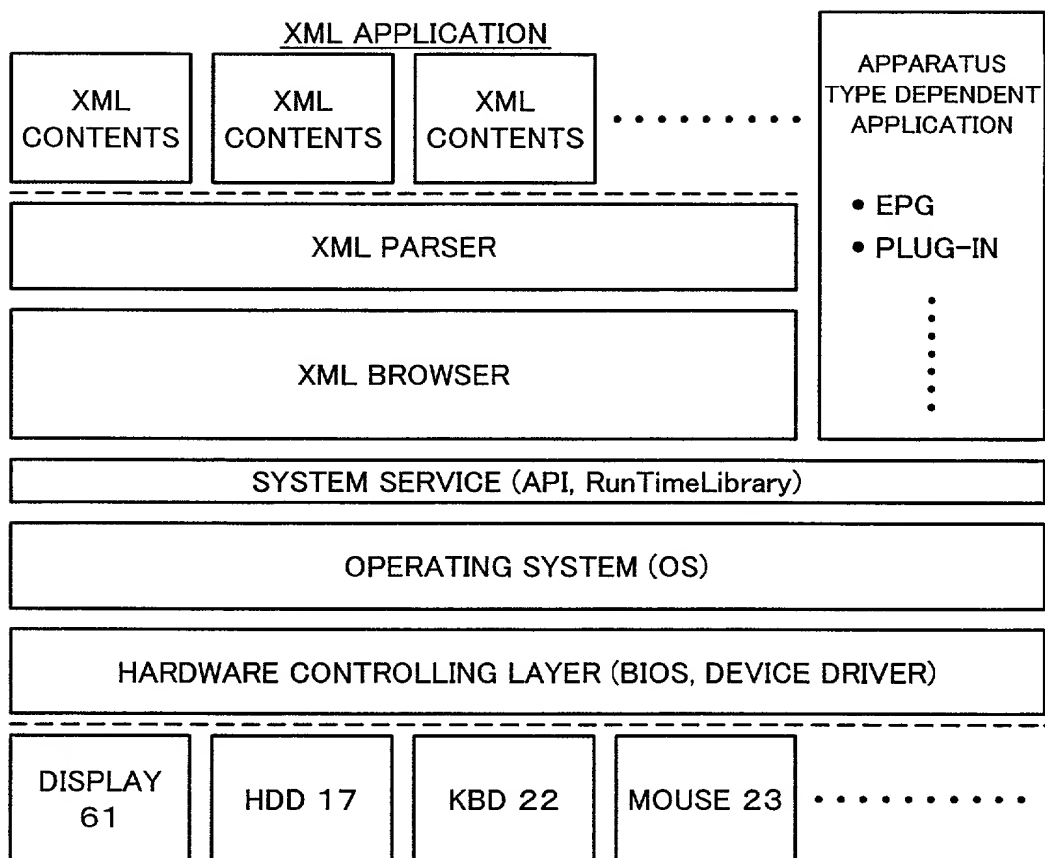 XML APPLICATION
XML
CONTENTS
XML
CONTENTS
XML
CONTENTS
APPARATUS
TYPE DEPENDENT
APPLICATION
• EPG
• PLUG-IN
XML PARSER
XML BROWSER
SYSTEM SERVICE (API, RunTimeLibrary)
OPERATING SYSTEM (OS)
HARDWARE CONTROLLING LAYER (BIOS, DEVICE DRIVER)
DISPLAY
61
HDD 17
KBD 22
MOUSE 23